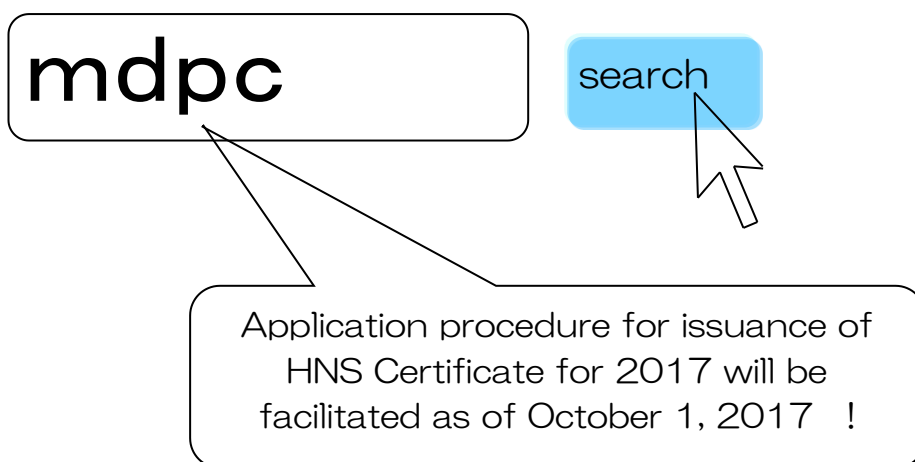 mdpc
search
Application procedure for issuance of
HNS Certificate for 2017 will be
facilitated as of October 1, 2017 !